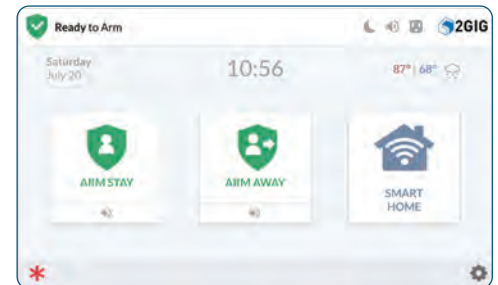 Ready to Arm
2GIG
Saturday
July 20
10:56
87° | 68°
ARM STAY
ARM AWAY
SMART
HOME